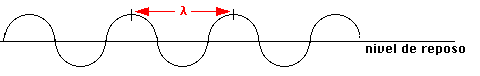 λ
nivel de reposo